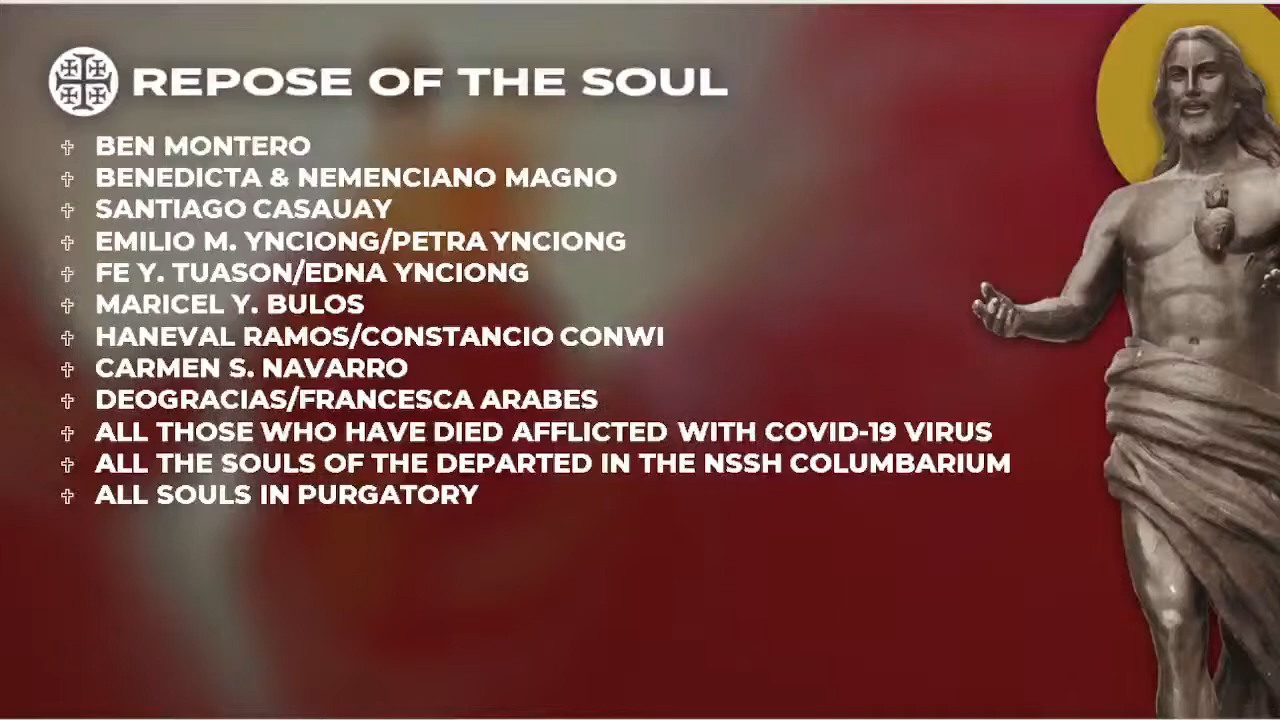 REPOSE OF THE SOUL
BEN MONTERO
BENEDICTA & NEMENCIANO MAGNO
SANTIAGO CASAUAY
EMILIO M. YNCIONG/PETRA YNCIONG
FE Y. TUASON/EDNA YNCIONG
MARICEL Y. BULOS
HANEVAL RAMOS/CONSTANCIO CONWI
CARMEN S. NAVARRO
DEOGRACIAS/FRANCESCA ARABES
ALL THOSE WHO HAVE DIED AFFLICTED WITH COVID-19 VIRUS
ALL THE SOULS OF THE DEPARTED IN THE NSSH COLUMBARIUM
ALL SOULS IN PURGATORY